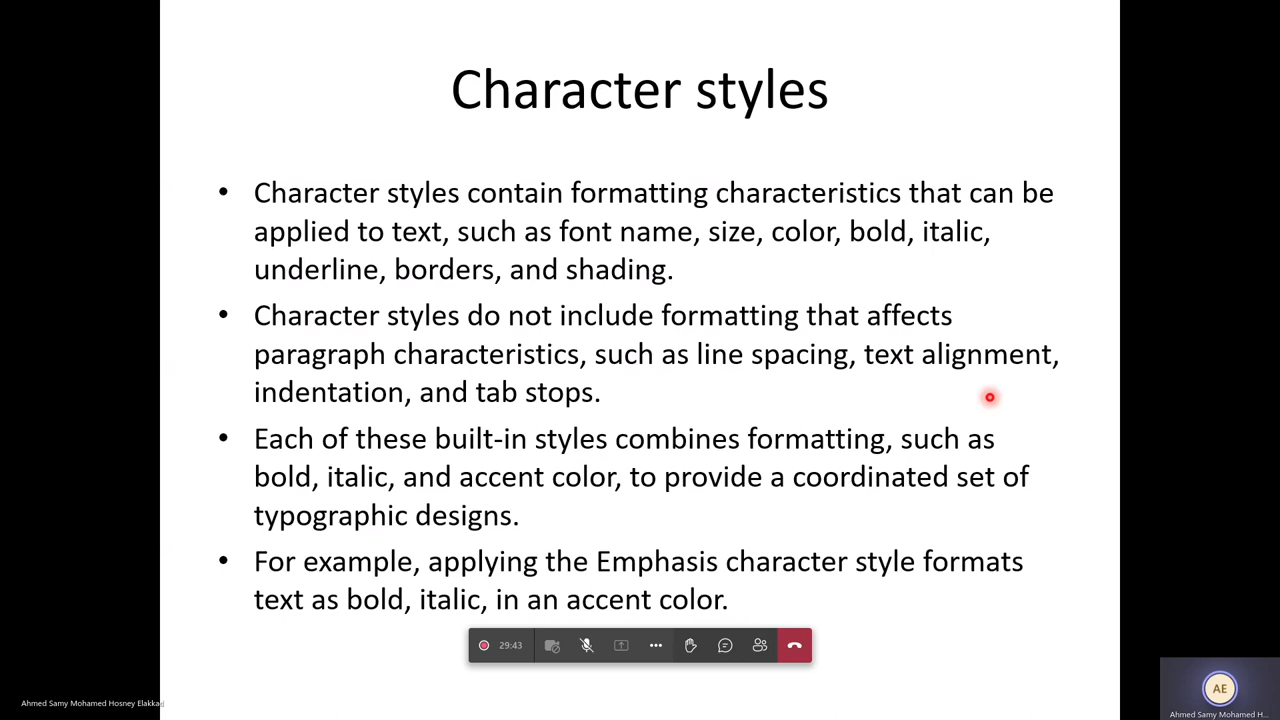 Character styles
• Character styles contain formatting characteristics that can be
applied to text, such as font name, size, color, bold, italic,
underline, borders, and shading.
• Character styles do not include formatting that affects
paragraph characteristics, such as line spacing, text alignment,
indentation, and tab stops.
• Each of these built-in styles combines formatting, such as
bold, italic, and accent color, to provide a coordinated set of
typographic designs.
• For example, applying the Emphasis character style formats
text as bold, italic, in an accent color.
29:43
AE
Ahmed Samy Mohamed Hosney Elakkad
Ahmed Samy Mohamed H...